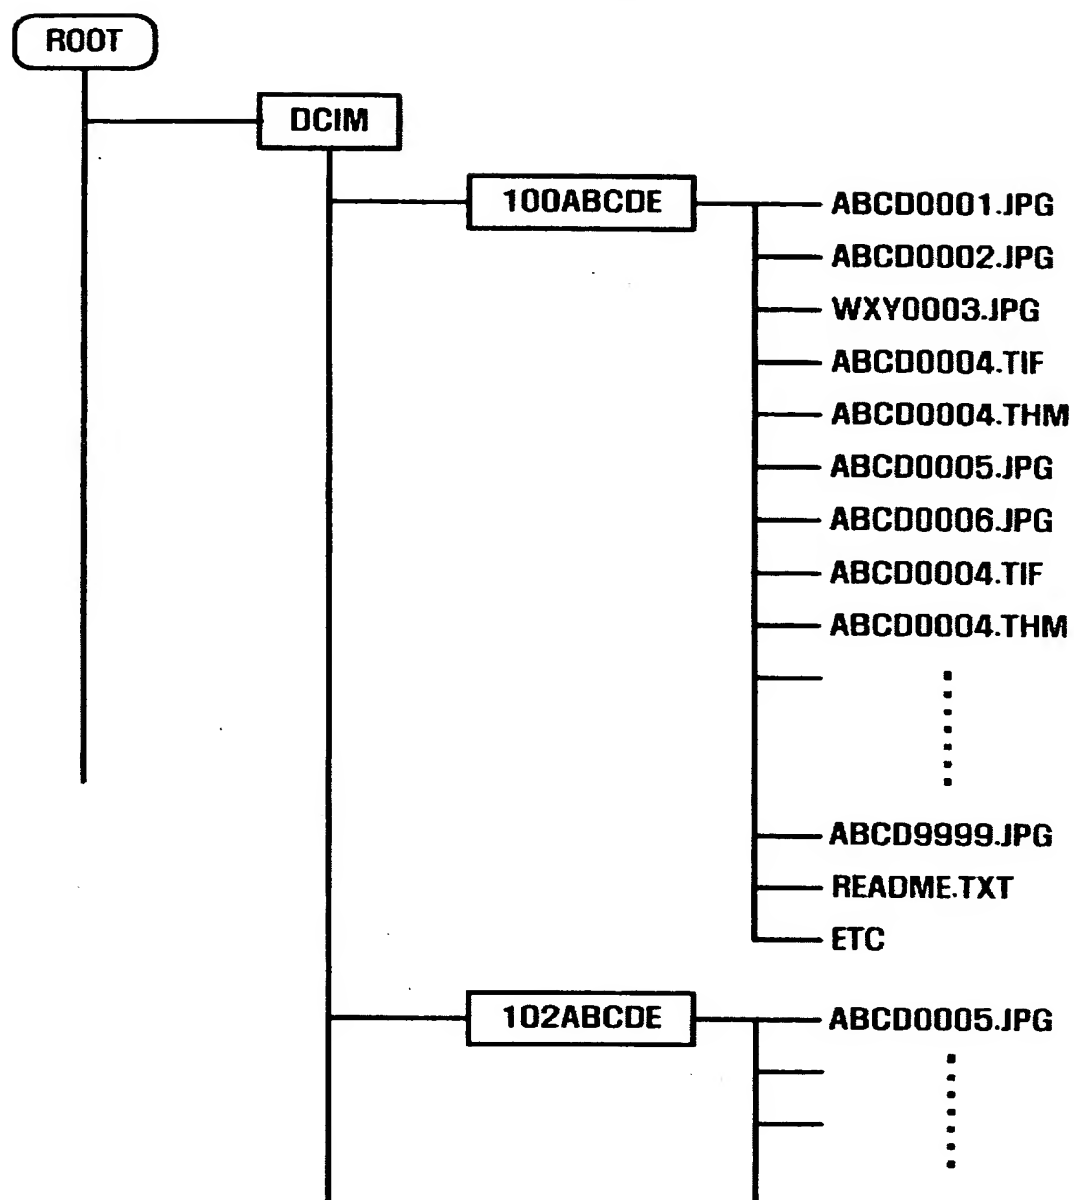 ROOT
DCIM
100ABCDE
ABCD0001.JPG
ABCD0002.JPG
WXY0003.JPG
ABCD0004.TIF
ABCD0004.THM
ABCD0005.JPG
ABCD0006.JPG
ABCD0004.TIF
ABCD0004.THM
ABCD9999.JPG
README.TXT
ETC
102ABCDE
ABCD0005.JPG